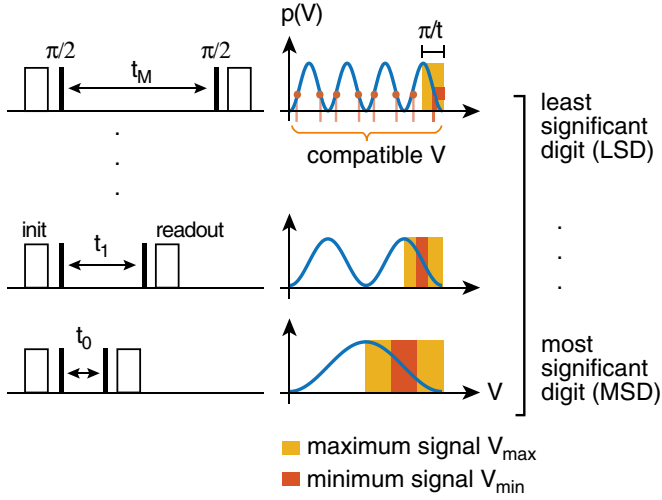 π/2
π/2
t_M
p(V)
π/t
compatible V
least
significant
digit (LSD)
.
.
.
init
t_1
readout
.
.
.
t_0
V
most
significant
digit (MSD)
maximum signal V_max
minimum signal V_min